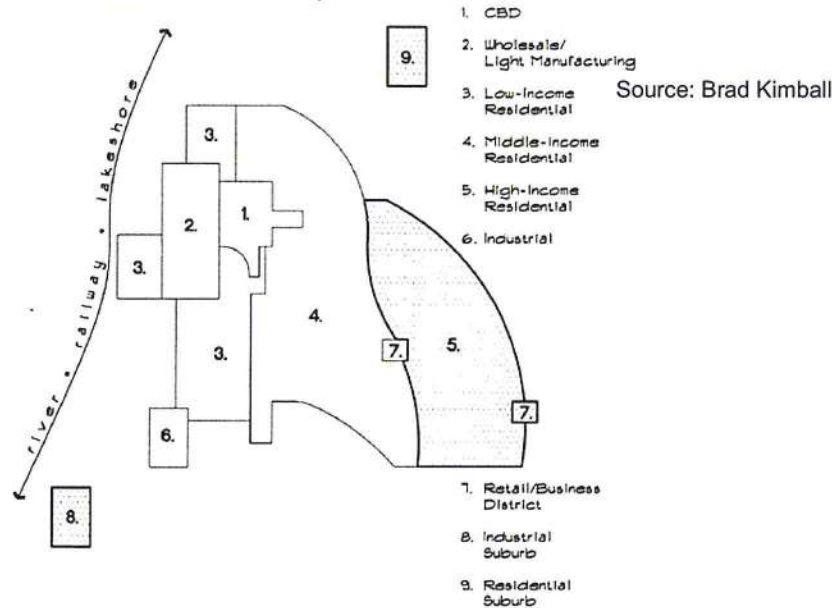 1. CBD
2. Wholesale/
Light Manufacturing
3. Low-Income
Residential
4. Middle-Income
Residential
5. High-Income
Residential
6. Industrial
Source: Brad Kimball
9.
3.
1.
2.
3.
4.
3.
5.
7.
7.
6.
8.
river • railway • lakeshore
7. Retail/Business
District
8. Industrial
Suburb
9. Residential
Suburb